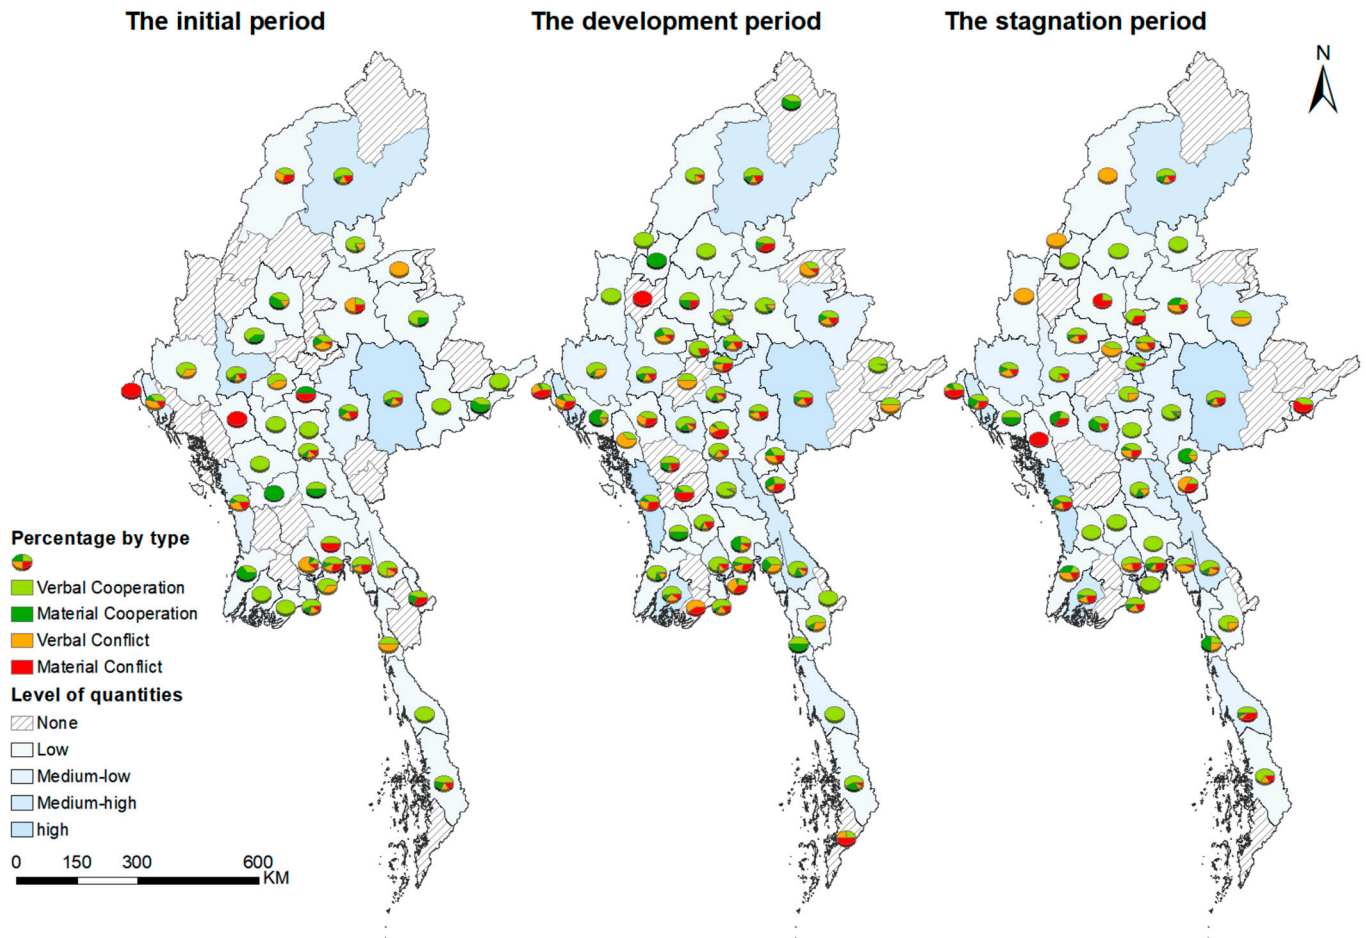 The initial period
The development period
The stagnation period
N
Percentage by type
Verbal Cooperation
Material Cooperation
Verbal Conflict
Material Conflict
Level of quantities
None
Low
Medium-low
Medium-high
high
0 150 300 600
KM